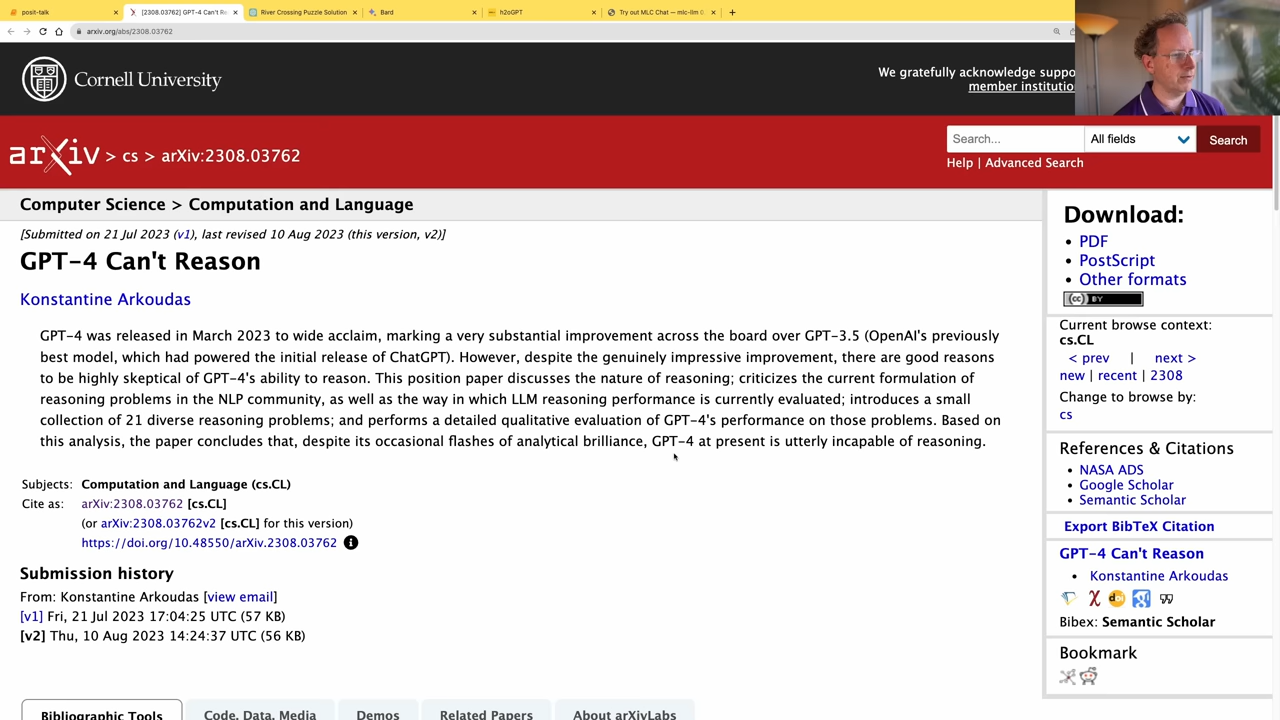 posit-talk
[2308.03762] GPT-4 Can't Re
River Crossing Puzzle Solution
Bard
h2oGPT
Try out MLC Chat — mlc-llm 0.
arxiv.org/abs/2308.03762
Cornell University
We gratefully acknowledge suppo
member institutio
arXiv > cs > arXiv:2308.03762
Search...
All fields
Search
Help | Advanced Search
Computer Science > Computation and Language
[Submitted on 21 Jul 2023 (v1), last revised 10 Aug 2023 (this version, v2)]
GPT-4 Can't Reason
Konstantine Arkoudas
GPT-4 was released in March 2023 to wide acclaim, marking a very substantial improvement across the board over GPT-3.5 (OpenAI's previously
best model, which had powered the initial release of ChatGPT). However, despite the genuinely impressive improvement, there are good reasons
to be highly skeptical of GPT-4's ability to reason. This position paper discusses the nature of reasoning; criticizes the current formulation of
reasoning problems in the NLP community, as well as the way in which LLM reasoning performance is currently evaluated; introduces a small
collection of 21 diverse reasoning problems; and performs a detailed qualitative evaluation of GPT-4's performance on those problems. Based on
this analysis, the paper concludes that, despite its occasional flashes of analytical brilliance, GPT-4 at present is utterly incapable of reasoning.
Subjects: Computation and Language (cs.CL)
Cite as: arXiv:2308.03762 [cs.CL]
(or arXiv:2308.03762v2 [cs.CL] for this version)
https://doi.org/10.48550/arXiv.2308.03762
Submission history
From: Konstantine Arkoudas [view email]
[v1] Fri, 21 Jul 2023 17:04:25 UTC (57 KB)
[v2] Thu, 10 Aug 2023 14:24:37 UTC (56 KB)
Bibliographic Tools
Code, Data, Media
Demos
Related Papers
About arXivLabs
Download:
PDF
PostScript
Other formats
(cc) BY
Current browse context:
cs.CL
< prev | next >
new | recent | 2308
Change to browse by:
cs
References & Citations
NASA ADS
Google Scholar
Semantic Scholar
Export BibTeX Citation
GPT-4 Can't Reason
Konstantine Arkoudas
doi
Bibex: Semantic Scholar
Bookmark